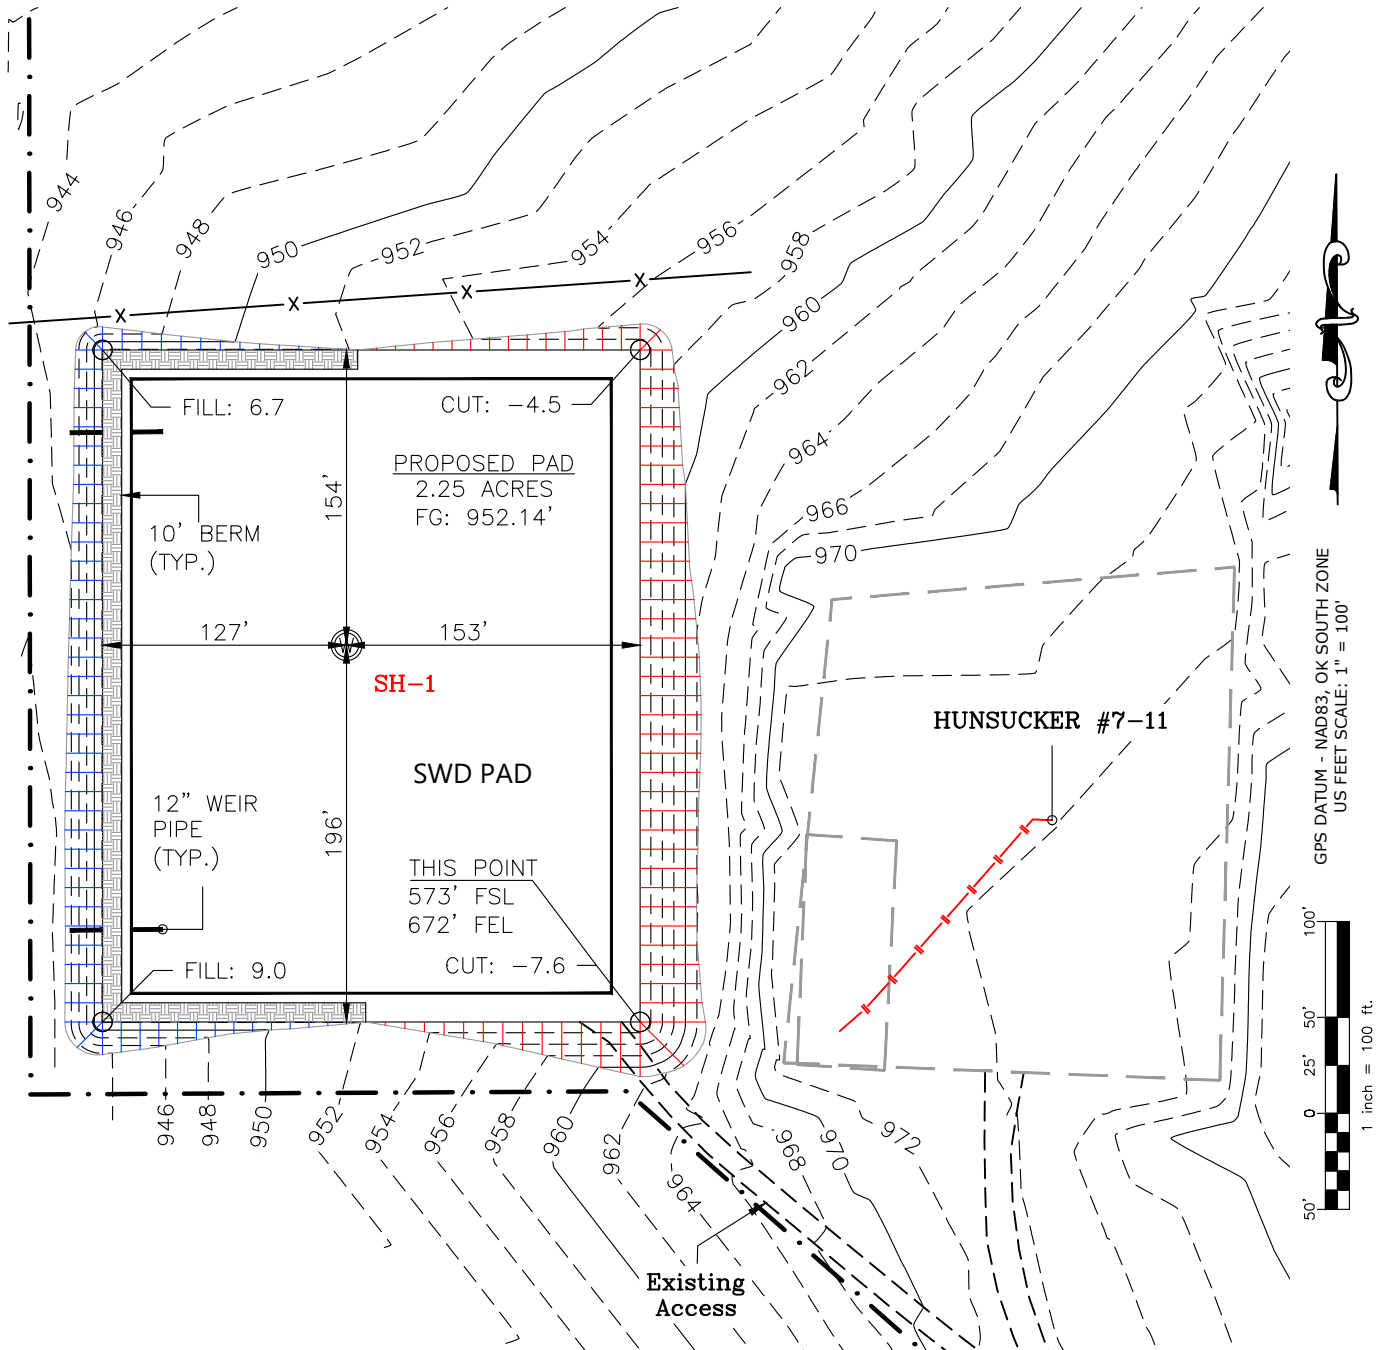 944
946
948
950
952
954
956
958
960
962
964
966
970
X
X
X
X
FILL: 6.7
CUT: -4.5
PROPOSED PAD
2.25 ACRES
FG: 952.14'
154'
10' BERM
(TYP.)
127'
153'
W
SH-1
HUNSUCKER #7-11
SWD PAD
12" WEIR
PIPE
(TYP.)
196'
THIS POINT
573' FSL
672' FEL
FILL: 9.0
CUT: -7.6
946
948
950
952
954
956
958
960
962
964
968
970
972
Existing
Access
GPS DATUM - NAD83, OK SOUTH ZONE
US FEET SCALE: 1" = 100'
100'
50'
25'
0
50'
1 inch = 100 ft.